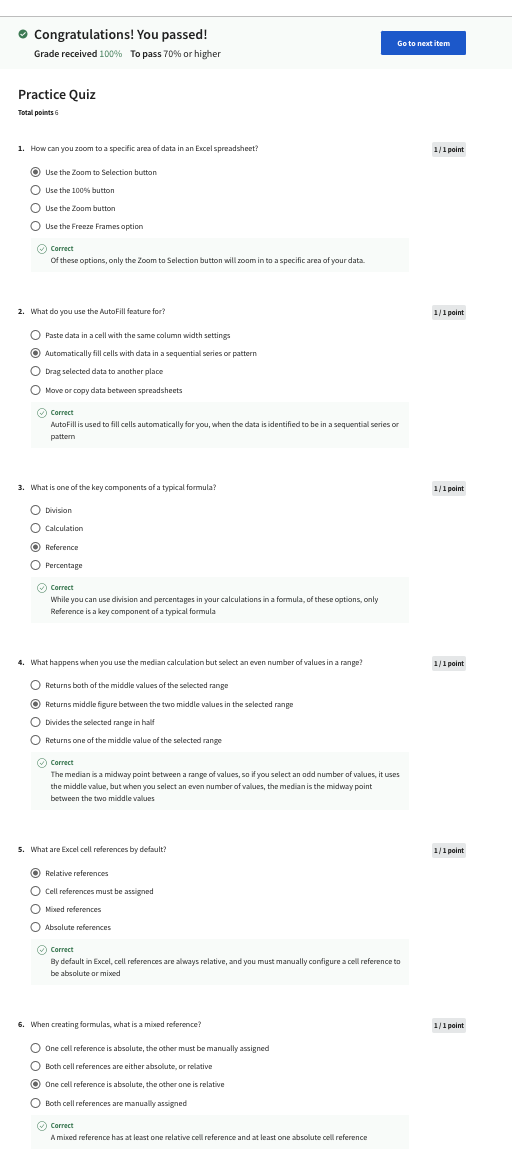 Congratulations! You passed!
Grade received 100% To pass 70% or higher
Go to next item
Practice Quiz
Total points 6
1. How can you zoom to a specific area of data in an Excel spreadsheet?
1 / 1 point
Use the Zoom to Selection button
Use the 100% button
Use the Zoom button
Use the Freeze Frames option
Correct
Of these options, only the Zoom to Selection button will zoom in to a specific area of your data.
2. What do you use the AutoFill feature for?
1 / 1 point
Paste data in a cell with the same column width settings
Automatically fill cells with data in a sequential series or pattern
Drag selected data to another place
Move or copy data between spreadsheets
Correct
AutoFill is used to fill cells automatically for you, when the data is identified to be in a sequential series or
pattern
3. What is one of the key components of a typical formula?
1 / 1 point
Division
Calculation
Reference
Percentage
Correct
While you can use division and percentages in your calculations in a formula, of these options, only
Reference is a key component of a typical formula
4. What happens when you use the median calculation but select an even number of values in a range?
1 / 1 point
Returns both of the middle values of the selected range
Returns middle figure between the two middle values in the selected range
Divides the selected range in half
Returns one of the middle value of the selected range
Correct
The median is a midway point between a range of values, so if you select an odd number of values, it uses
the middle value, but when you select an even number of values, the median is the midway point
between the two middle values
5. What are Excel cell references by default?
1 / 1 point
Relative references
Cell references must be assigned
Mixed references
Absolute references
Correct
By default in Excel, cell references are always relative, and you must manually configure a cell reference to
be absolute or mixed
6. When creating formulas, what is a mixed reference?
1 / 1 point
One cell reference is absolute, the other must be manually assigned
Both cell references are either absolute, or relative
One cell reference is absolute, the other one is relative
Both cell references are manually assigned
Correct
A mixed reference has at least one relative cell reference and at least one absolute cell reference